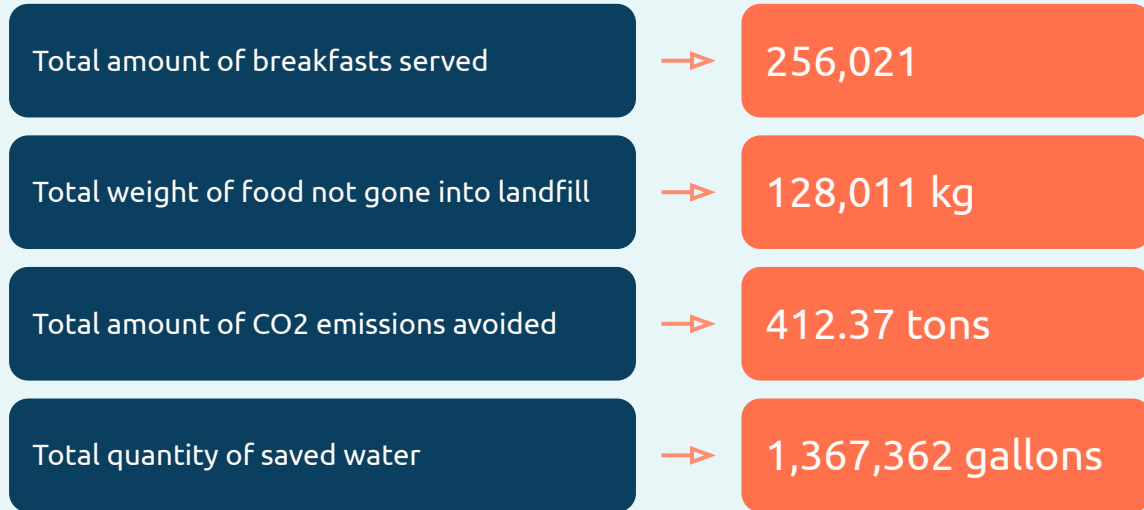 Total amount of breakfasts served
256,021
Total weight of food not gone into landfill
128,011 kg
Total amount of CO2 emissions avoided
412.37 tons
Total quantity of saved water
1,367,362 gallons